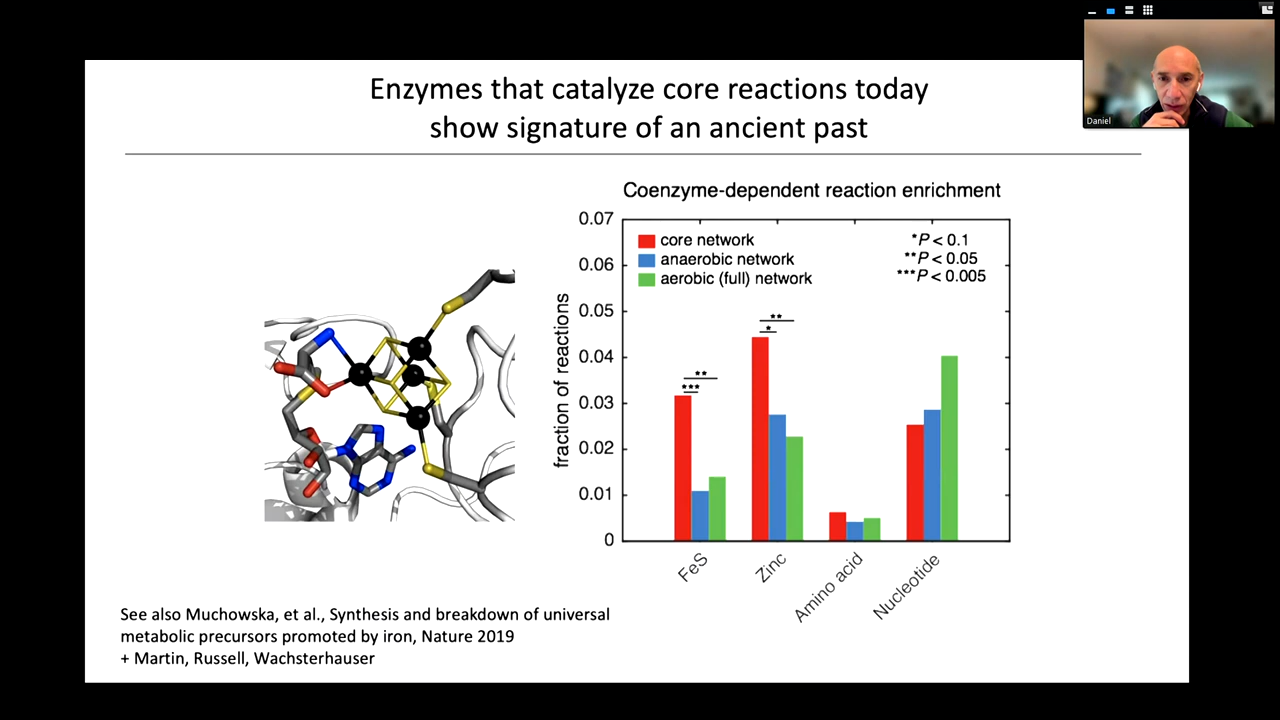 Enzymes that catalyze core reactions today
show signature of an ancient past
Daniel
Coenzyme-dependent reaction enrichment
0.07
0.06
0.05
0.04
0.03
0.02
0.01
0
fraction of reactions
core network
anaerobic network
aerobic (full) network
*P < 0.1
**P < 0.05
***P < 0.005
***
**
*
**
FeS
Zinc
Amino acid
Nucleotide
See also Muchowska, et al., Synthesis and breakdown of universal
metabolic precursors promoted by iron, Nature 2019
+ Martin, Russell, Wachsterhauser